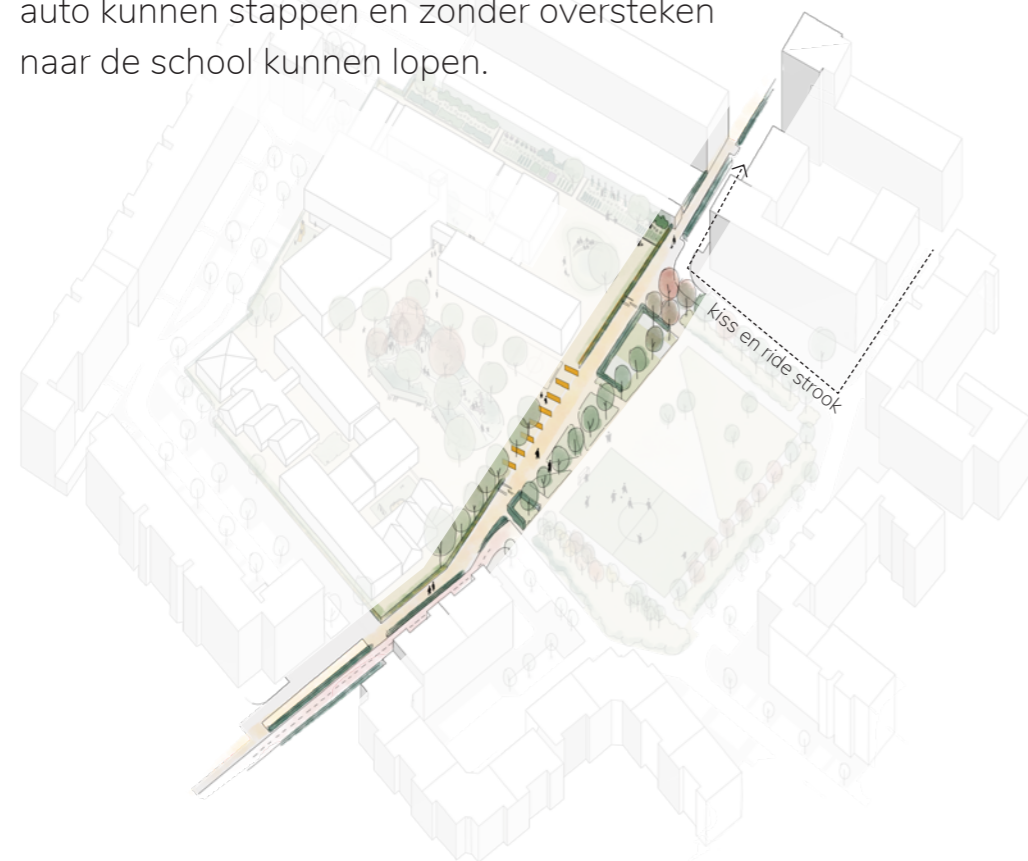 auto kunnen stappen en zonder oversteken
naar de school kunnen lopen.
kiss en ride strook